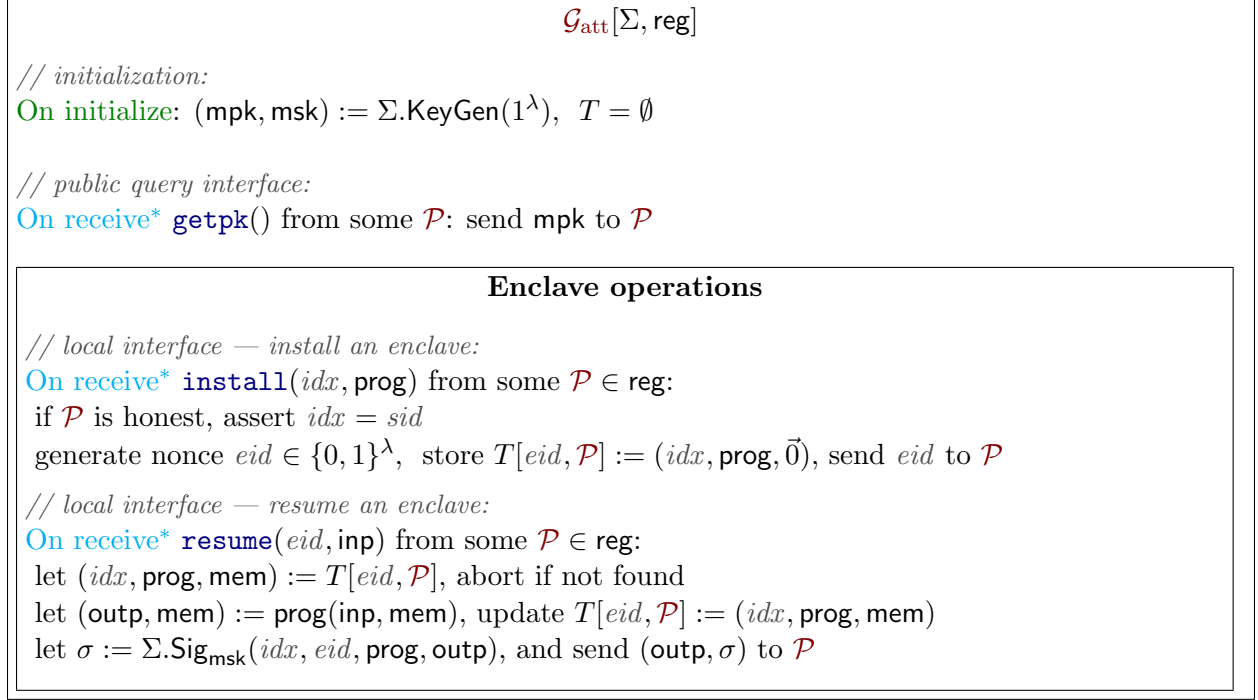 𝒢att[Σ, reg]
// initialization:
On initialize: (mpk, msk) := Σ.KeyGen(1^λ), T = ∅
// public query interface:
On receive* getpk() from some 𝒫: send mpk to 𝒫
Enclave operations
// local interface — install an enclave:
On receive* install(idx, prog) from some 𝒫 ∈ reg:
if 𝒫 is honest, assert idx = sid
generate nonce eid ∈ {0, 1}^λ, store T[eid, 𝒫] := (idx, prog, 0⃗), send eid to 𝒫
// local interface — resume an enclave:
On receive* resume(eid, inp) from some 𝒫 ∈ reg:
let (idx, prog, mem) := T[eid, 𝒫], abort if not found
let (outp, mem) := prog(inp, mem), update T[eid, 𝒫] := (idx, prog, mem)
let σ := Σ.Sig_msk(idx, eid, prog, outp), and send (outp, σ) to 𝒫